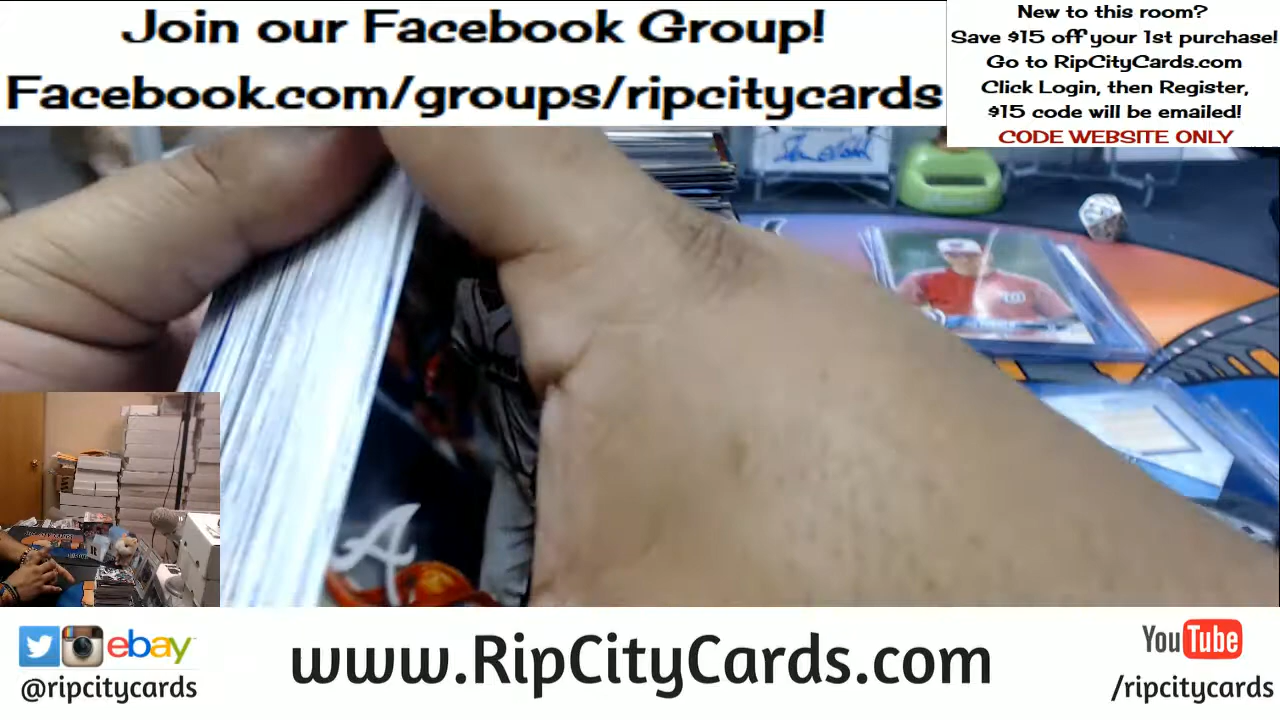 Join our Facebook Group!
Facebook.com/groups/ripcitycards
New to this room?
Save $15 off your 1st purchase!
Go to RipCityCards.com
Click Login, then Register,
$15 code will be emailed!
CODE WEBSITE ONLY
A
W
ebay
@ripcitycards
www.RipCityCards.com
YouTube
/ripcitycards